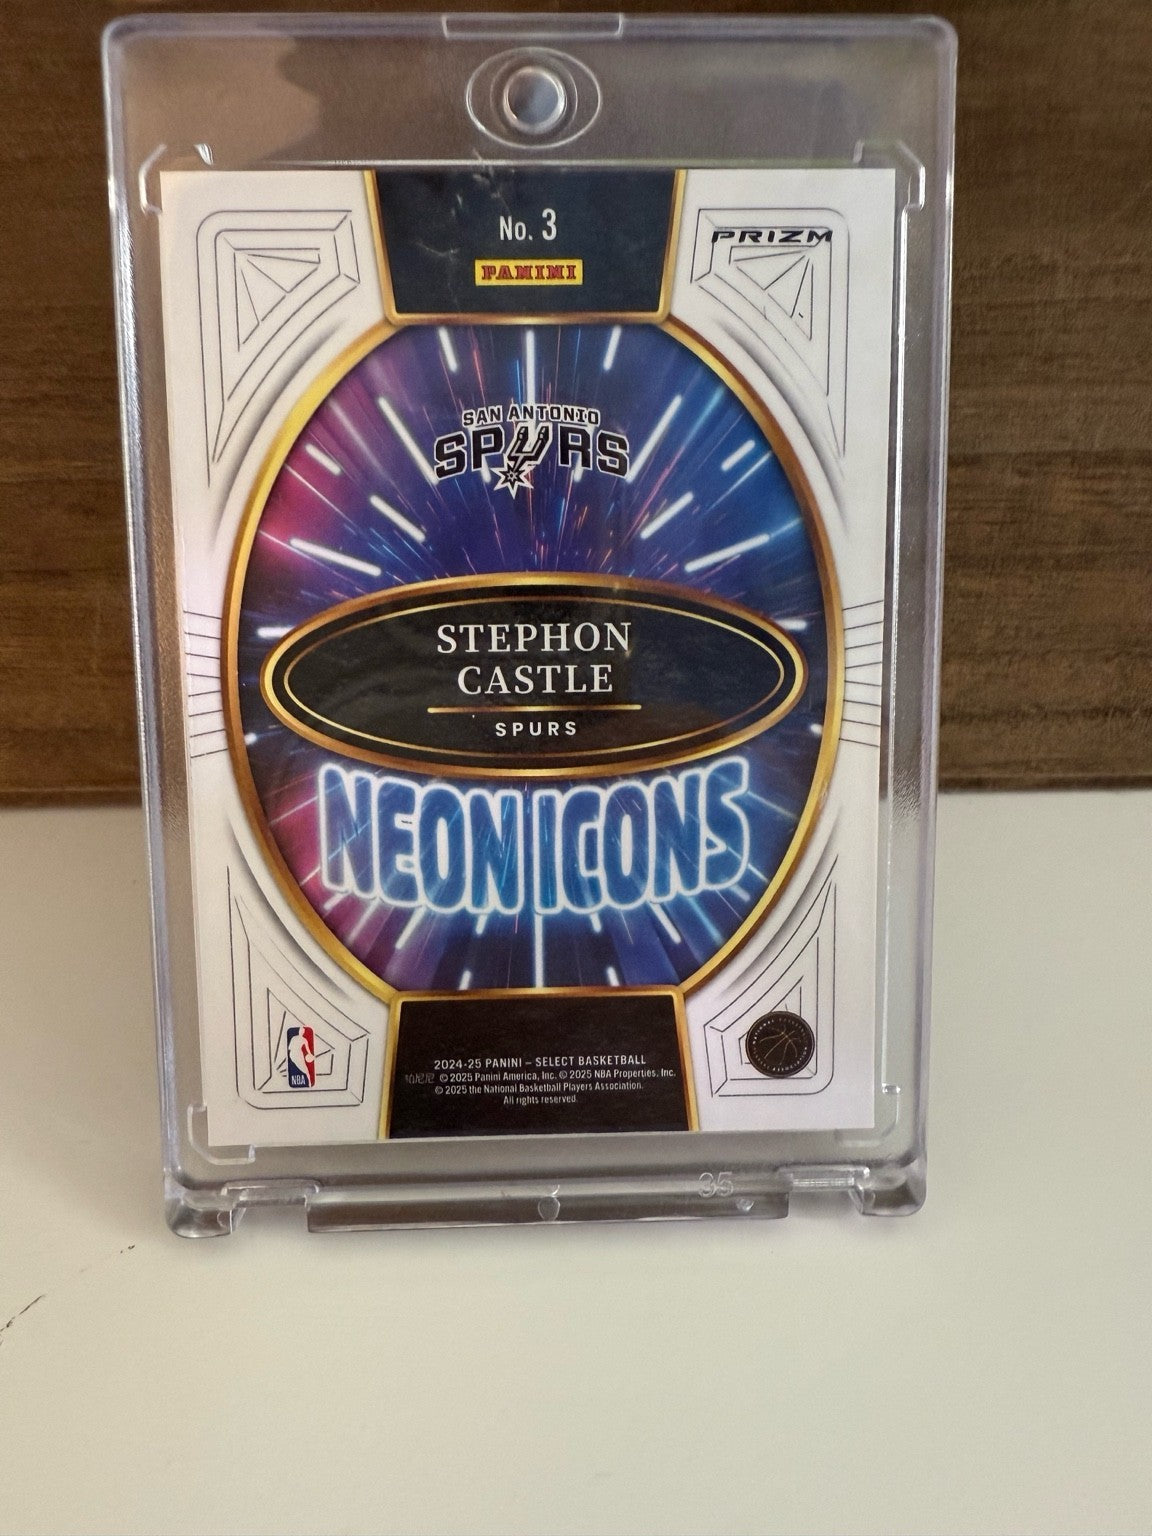 No. 3
PANINI
PRIZM
SAN ANTONIO
SPURS
STEPHON
CASTLE
SPURS
NEON ICONS
2024-25 PANINI – SELECT BASKETBALL
© 2025 Panini America, Inc. © 2025 NBA Properties, Inc.
© 2025 the National Basketball Players Association.
All rights reserved.
NBA
35